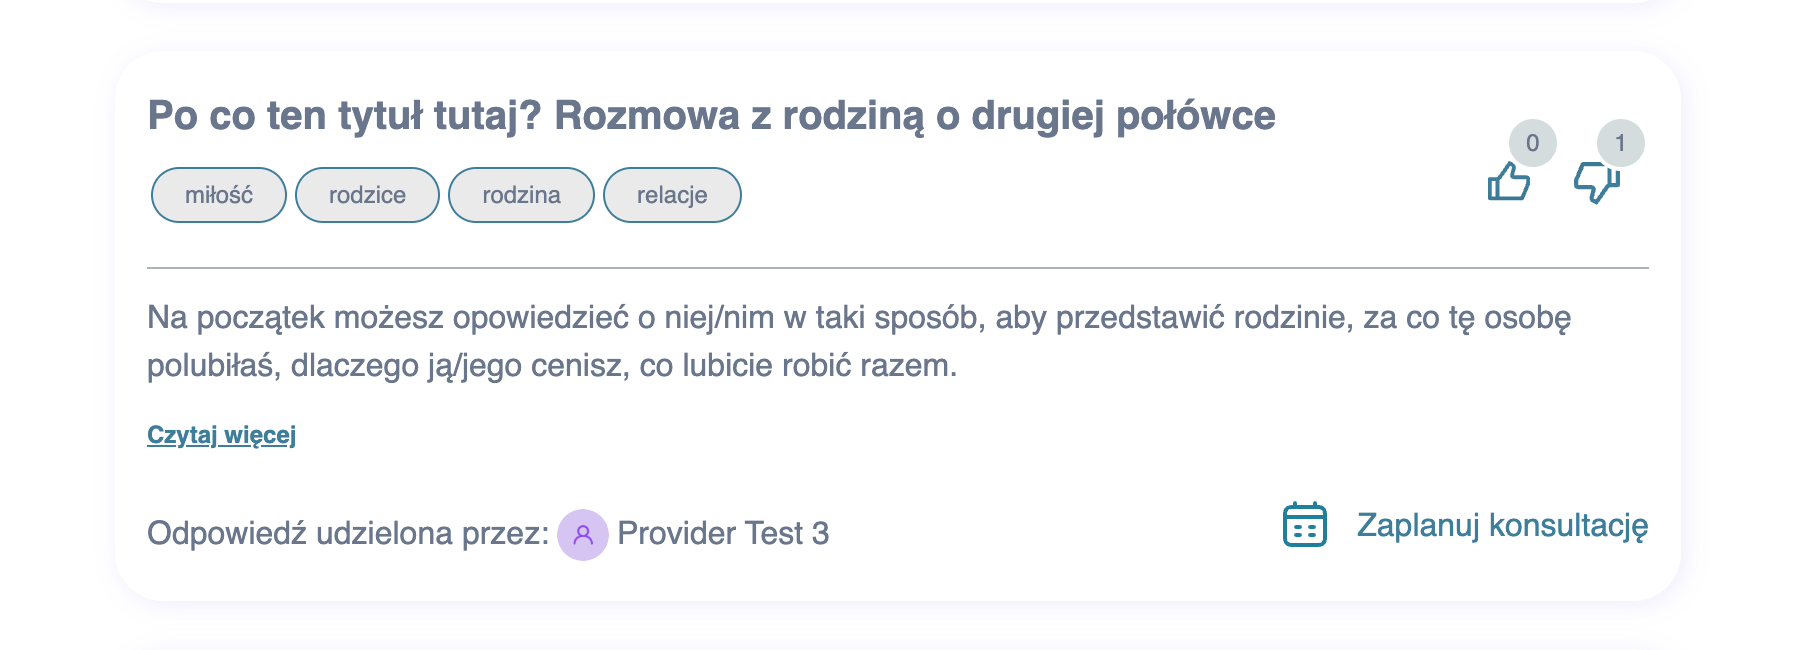 Po co ten tytuł tutaj? Rozmowa z rodziną o drugiej połówce
0
1
miłość
rodzice
rodzina
relacje
Na początek możesz opowiedzieć o niej/nim w taki sposób, aby przedstawić rodzinie, za co tę osobę
polubiłaś, dlaczego ją/jego cenisz, co lubicie robić razem.
Czytaj więcej
Odpowiedź udzielona przez: Provider Test 3
Zaplanuj konsultację